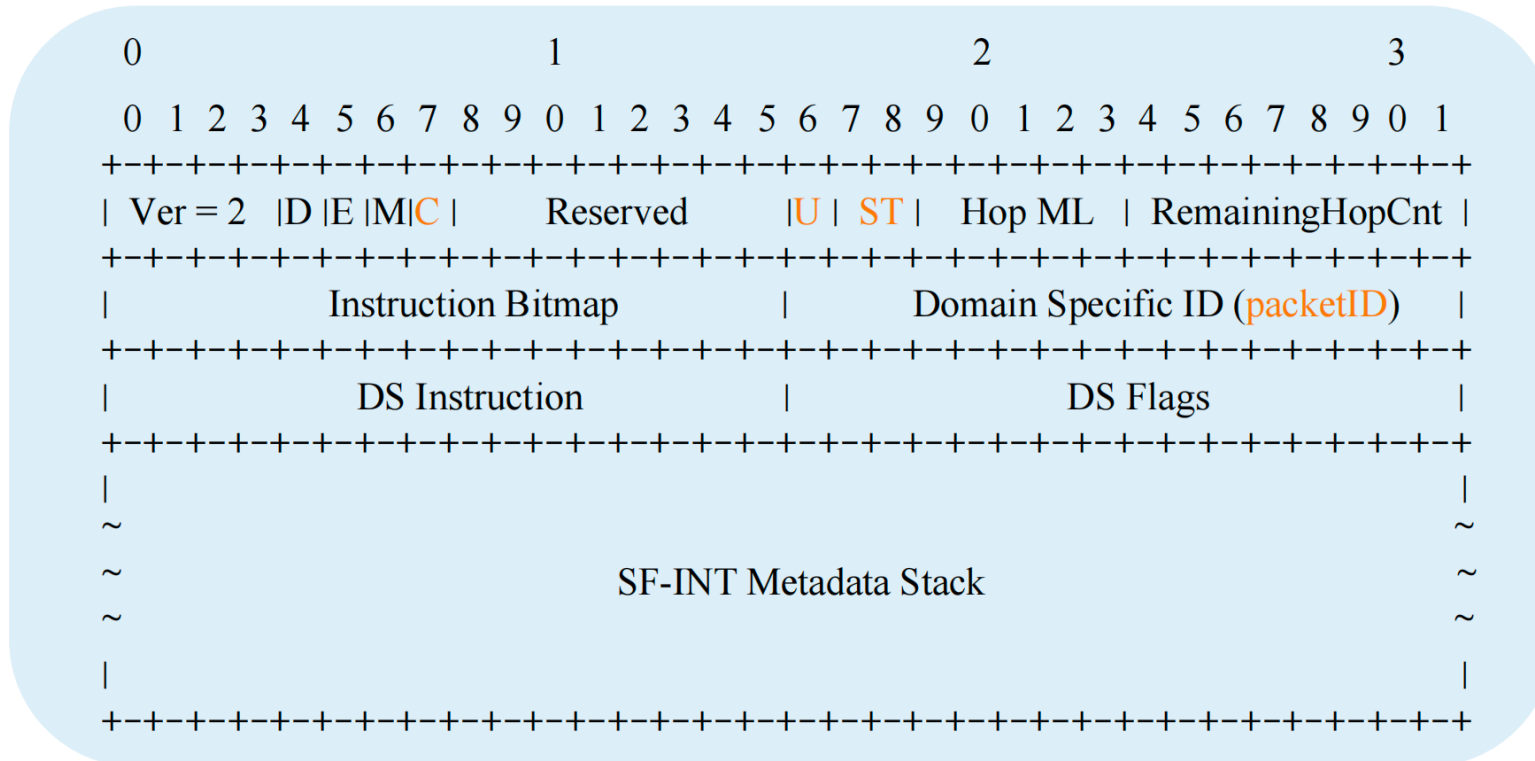 0 1 2 3
0 1 2 3 4 5 6 7 8 9 0 1 2 3 4 5 6 7 8 9 0 1 2 3 4 5 6 7 8 9 0 1
+-+-+-+-+-+-+-+-+-+-+-+-+-+-+-+-+-+-+-+-+-+-+-+-+-+-+-+-+-+-+-+-+
| Ver = 2 |D |E |M|C | Reserved |U | ST | Hop ML | RemainingHopCnt |
+-+-+-+-+-+-+-+-+-+-+-+-+-+-+-+-+-+-+-+-+-+-+-+-+-+-+-+-+-+-+-+-+
| Instruction Bitmap | Domain Specific ID (packetID) |
+-+-+-+-+-+-+-+-+-+-+-+-+-+-+-+-+-+-+-+-+-+-+-+-+-+-+-+-+-+-+-+-+
| DS Instruction | DS Flags |
+-+-+-+-+-+-+-+-+-+-+-+-+-+-+-+-+-+-+-+-+-+-+-+-+-+-+-+-+-+-+-+-+
| |
~ ~
~ SF-INT Metadata Stack ~
~ ~
| |
+-+-+-+-+-+-+-+-+-+-+-+-+-+-+-+-+-+-+-+-+-+-+-+-+-+-+-+-+-+-+-+-+